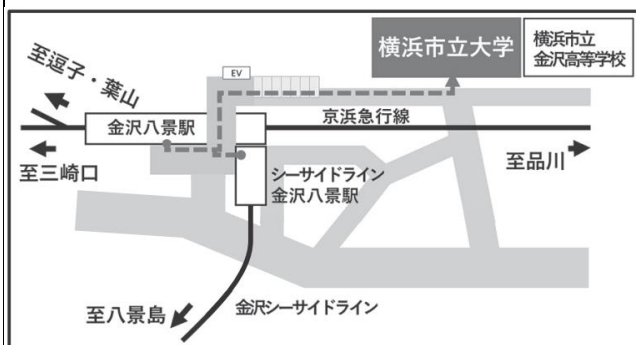 横浜市立大学
横浜市立
金沢高等学校
EV
至逗子・葉山
金沢八景駅
京浜急行線
至三崎口
至品川
シーサイドライン
金沢八景駅
至八景島
金沢シーサイドライン